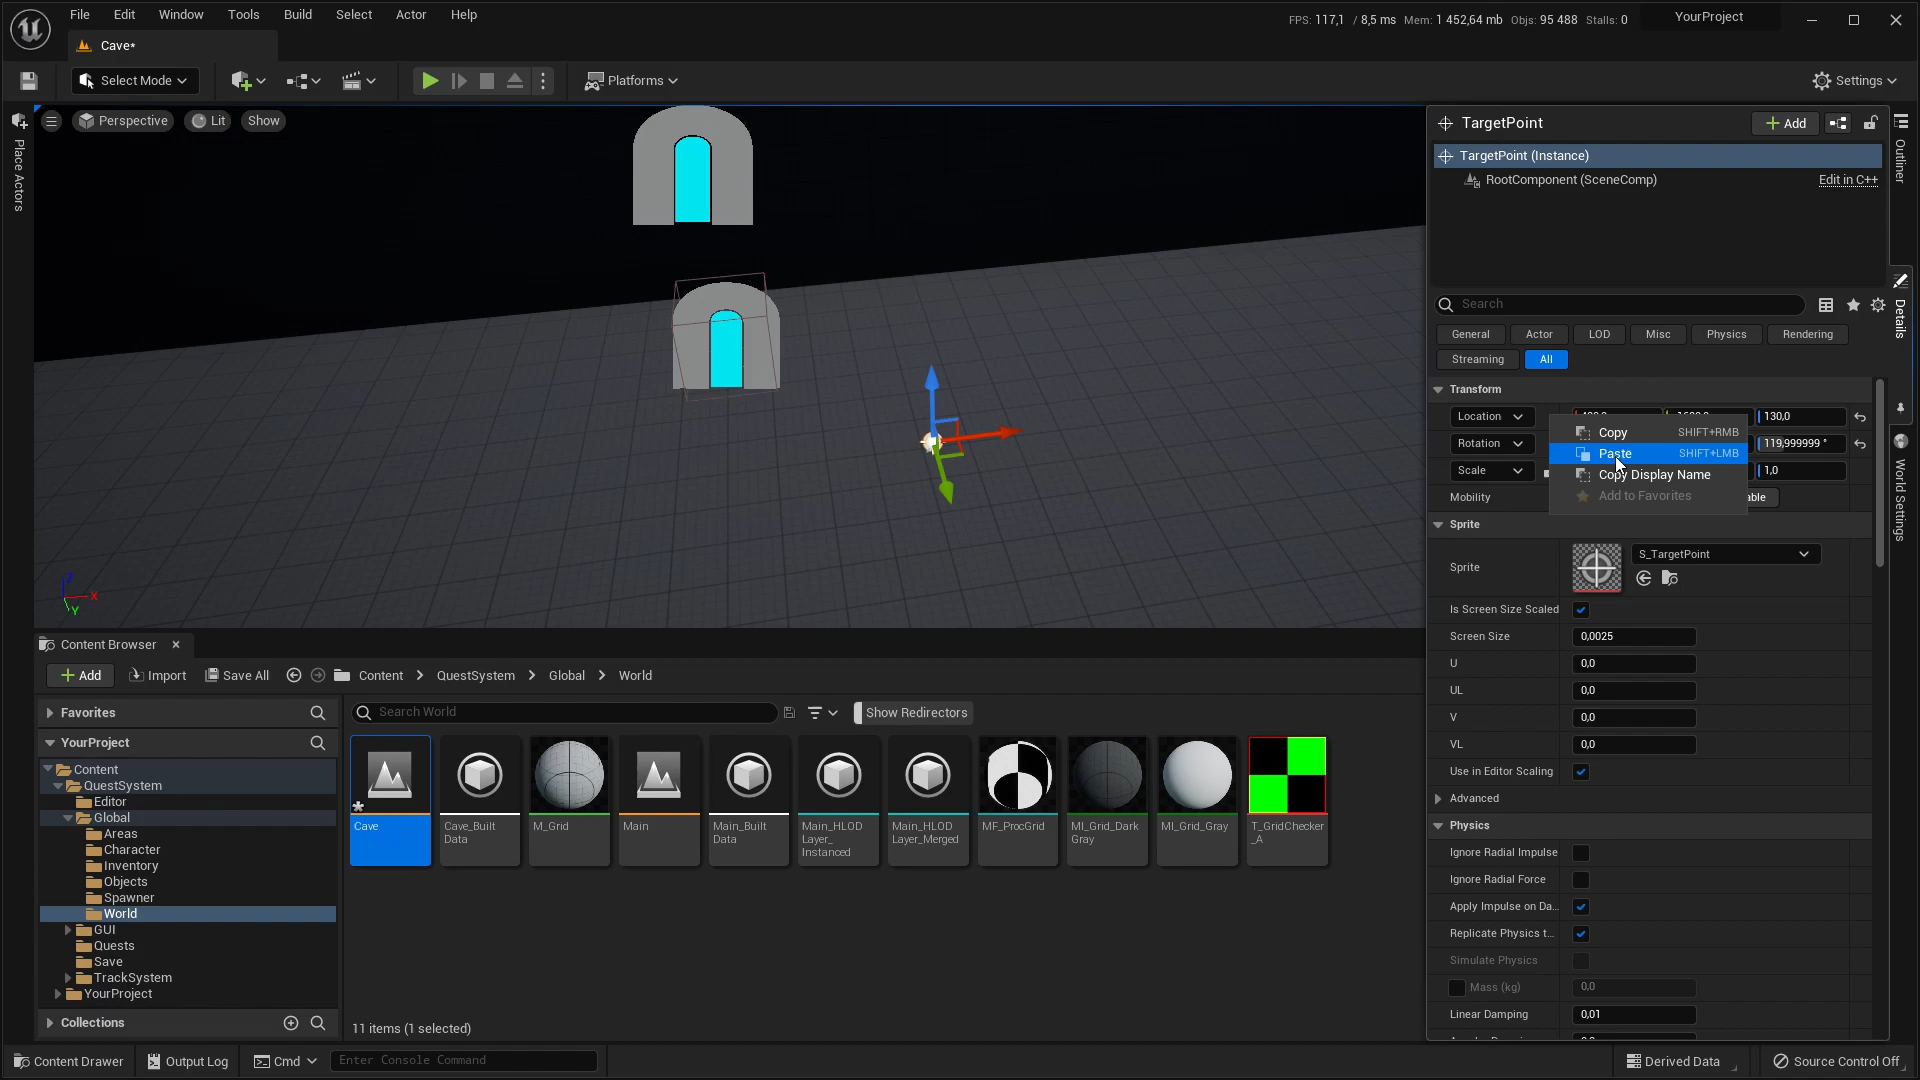 File Edit Window Tools Build Select Actor Help
FPS: 117,1 / 8,5 ms Mem: 1 452,64 mb Objs: 95 488 Stalls: 0 YourProject
Cave*
Select Mode Platforms Settings
Place Actors
Perspective Lit Show
Z
X
Y
TargetPoint Add
TargetPoint (Instance)
RootComponent (SceneComp) Edit in C++
Search
General Actor LOD Misc Physics Rendering
Streaming All
Transform
Location 130,0
Rotation 119,999999 °
Scale 1,0
Mobility
Copy SHIFT+RMB
Paste SHIFT+LMB
Copy Display Name
Add to Favorites
Sprite
Sprite S_TargetPoint
Is Screen Size Scaled
Screen Size 0,0025
U 0,0
UL 0,0
V 0,0
VL 0,0
Use in Editor Scaling
Advanced
Physics
Ignore Radial Impulse
Ignore Radial Force
Apply Impulse on Da...
Replicate Physics t...
Simulate Physics
Mass (kg) 0,0
Linear Damping 0,01
Outliner
Details
World Settings
Content Browser
Add Import Save All Content QuestSystem Global World
Favorites
Search World Show Redirectors
YourProject
Content
QuestSystem
Editor
Global
Areas
Character
Inventory
Objects
Spawner
World
GUI
Quests
Save
TrackSystem
YourProject
Collections
Cave
Cave_Built
Data
M_Grid
Main
Main_Built
Data
Main_HLOD
Layer_
Instanced
Main_HLOD
Layer_Merged
MF_ProcGrid
MI_Grid_Dark
Gray
MI_Grid_Gray
T_GridChecker
_A
11 items (1 selected)
Content Drawer Output Log Cmd Enter Console Command Derived Data Source Control Off